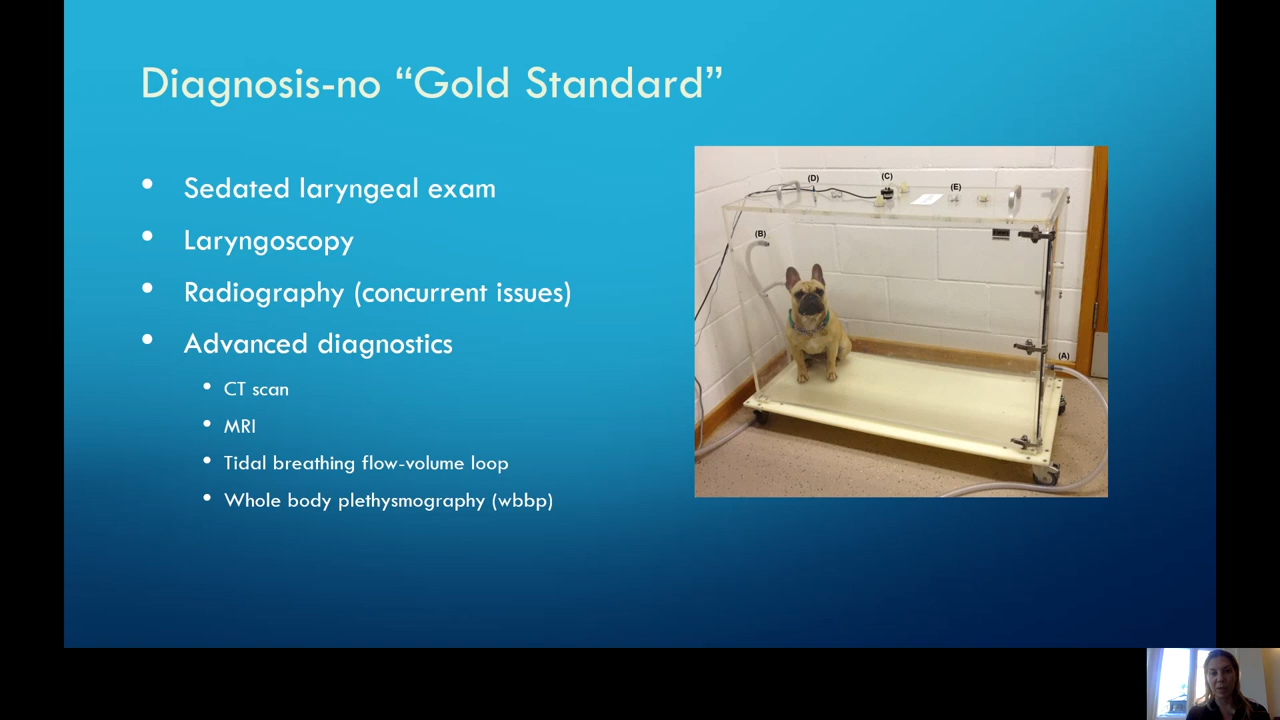 Diagnosis-no “Gold Standard”
• Sedated laryngeal exam
• Laryngoscopy
• Radiography (concurrent issues)
• Advanced diagnostics
• CT scan
• MRI
• Tidal breathing flow-volume loop
• Whole body plethysmography (wbbp)
(D)
(C)
(E)
(B)
(A)